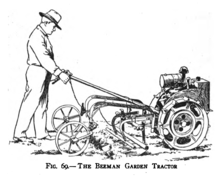 Fig. 69.—The Beeman Garden Tractor